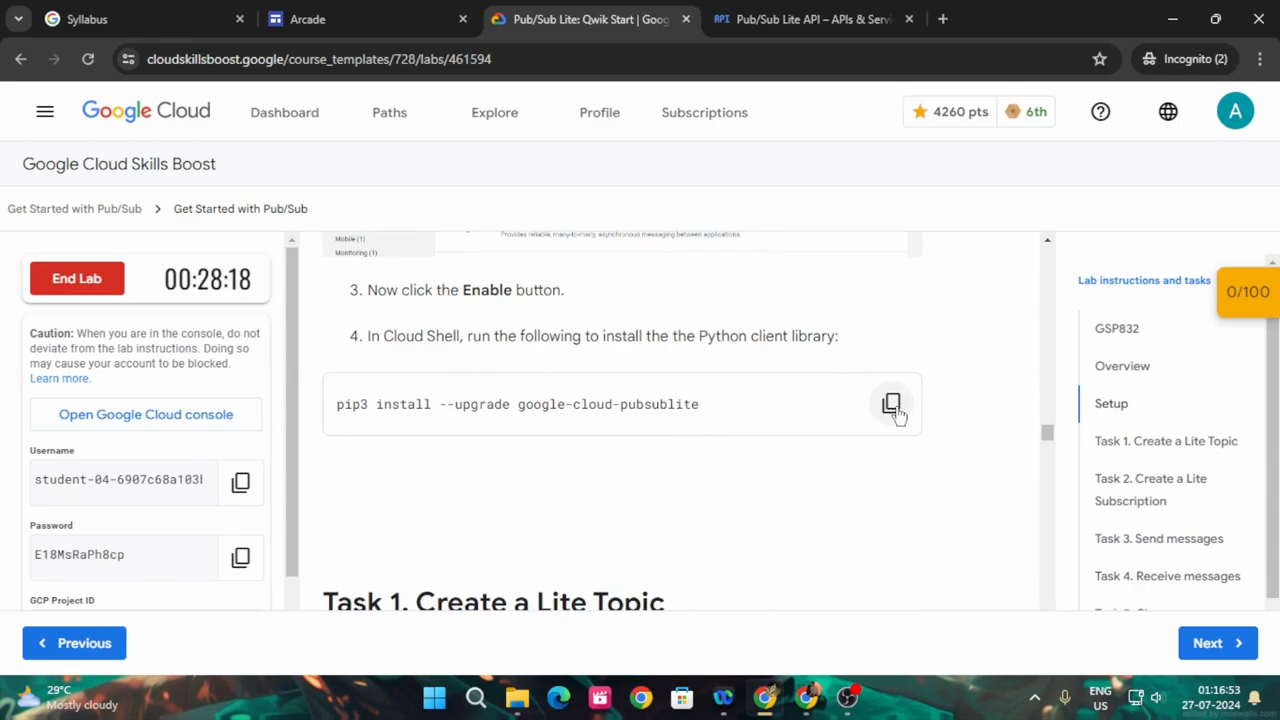 Syllabus
Arcade
Pub/Sub Lite: Qwik Start | Goog
Pub/Sub Lite API – APIs & Servi
cloudskillsboost.google/course_templates/728/labs/461594
Incognito (2)
Google Cloud
Dashboard
Paths
Explore
Profile
Subscriptions
4260 pts
6th
A
Google Cloud Skills Boost
Get Started with Pub/Sub
Get Started with Pub/Sub
End Lab
00:28:18
Caution: When you are in the console, do not
deviate from the lab instructions. Doing so
may cause your account to be blocked.
Learn more.
Open Google Cloud console
Username
student-04-6907c68a103b
Password
E18MsRaPh8cp
GCP Project ID
Provides reliable, many-to-many, asynchronous messaging between applications.
Mobile (1)
Monitoring (1)
3. Now click the Enable button.
4. In Cloud Shell, run the following to install the the Python client library:
pip3 install --upgrade google-cloud-pubsublite
Task 1. Create a Lite Topic
Lab instructions and tasks
0/100
GSP832
Overview
Setup
Task 1. Create a Lite Topic
Task 2. Create a Lite
Subscription
Task 3. Send messages
Task 4. Receive messages
Previous
Next
29°C
Mostly cloudy
ENG
US
01:16:53
27-07-2024